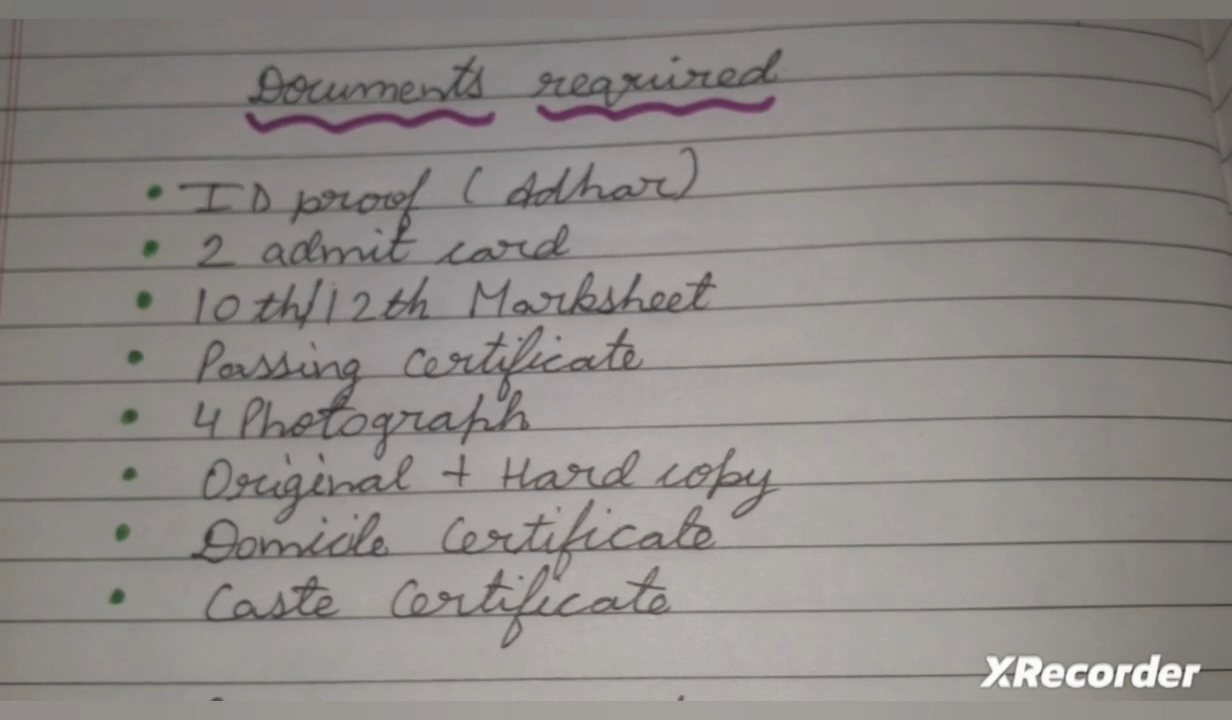 Documents required
• ID proof (Adhar)
• 2 admit card
• 10th/12th Marksheet
• Passing Certificate
• 4 Photograph
• Original + Hard copy
• Domicile Certificate
• Caste Certificate
XRecorder